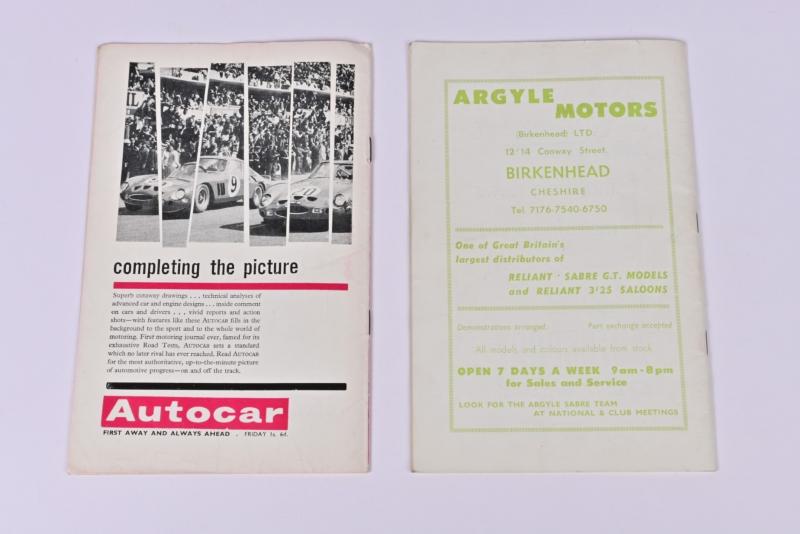 9
completing the picture
Superb cutaway drawings . . . technical analyses of
advanced car and engine designs . . . inside comment
on cars and drivers . . . vivid reports and action
shots—with features like these AUTOCAR fills in the
background to the sport and to the whole world of
motoring. First motoring journal ever, famed for its
exhaustive Road Tests, AUTOCAR sets a standard
which no later rival has ever reached. Read AUTOCAR
for the most authoritative, up-to-the-minute picture
of automotive progress—on and off the track.
Autocar
FIRST AWAY AND ALWAYS AHEAD . FRIDAY 1s. 6d.
ARGYLE
MOTORS
(Birkenhead) LTD.
12'14 Conway Street.
BIRKENHEAD
CHESHIRE
Tel. 7176-7540-6750
One of Great Britain's
largest distributors of
RELIANT · SABRE G.T. MODELS
and RELIANT 3'25 SALOONS
Demonstrations arranged. Part exchange accepted
All models and colours available from stock
OPEN 7 DAYS A WEEK 9am-8pm
for Sales and Service
LOOK FOR THE ARGYLE SABRE TEAM
AT NATIONAL & CLUB MEETINGS